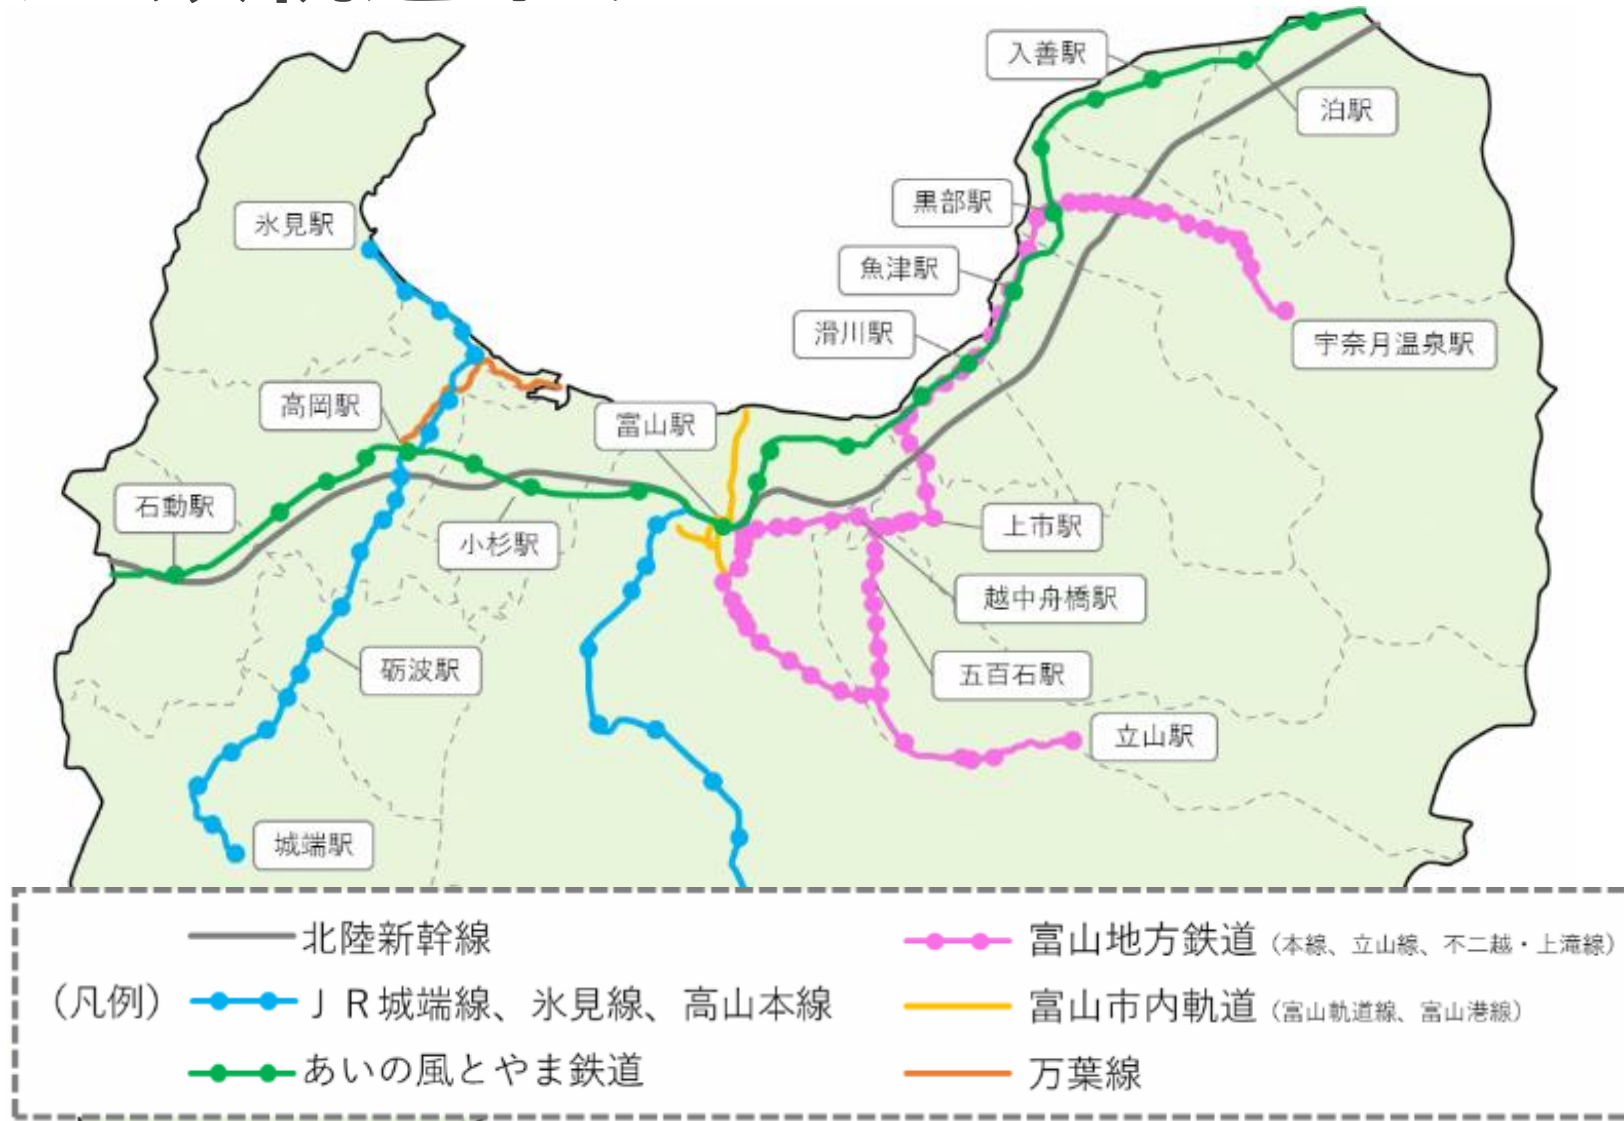 入善駅
泊駅
黒部駅
氷見駅
魚津駅
滑川駅
宇奈月温泉駅
高岡駅
富山駅
石動駅
小杉駅
上市駅
越中舟橋駅
砺波駅
五百石駅
立山駅
城端駅
（凡例）
北陸新幹線
ＪＲ城端線、氷見線、高山本線
あいの風とやま鉄道
富山地方鉄道（本線、立山線、不二越・上滝線）
富山市内軌道（富山軌道線、富山港線）
万葉線